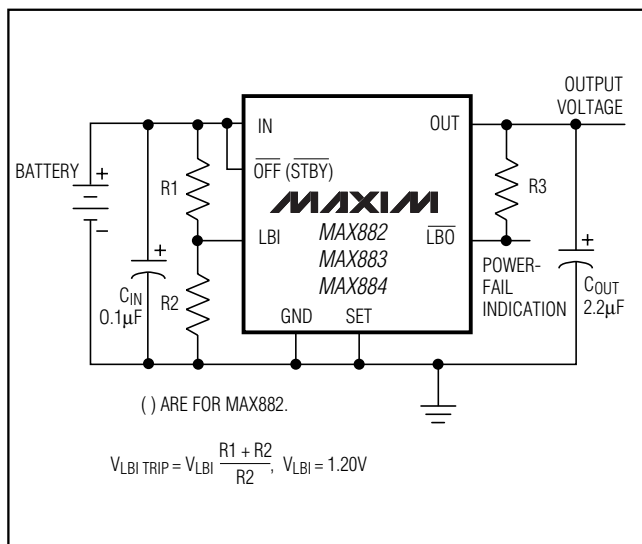 OUTPUT
VOLTAGE
IN
OUT
BATTERY
+
−
R1
OFF (STBY)
MAXIM
R3
LBI
MAX882
MAX883
MAX884
LBO
+
CIN
0.1µF
R2
POWER-
FAIL
INDICATION
+
COUT
2.2µF
GND
SET
( ) ARE FOR MAX882.
VLBI TRIP = VLBI (R1 + R2)/R2, VLBI = 1.20V